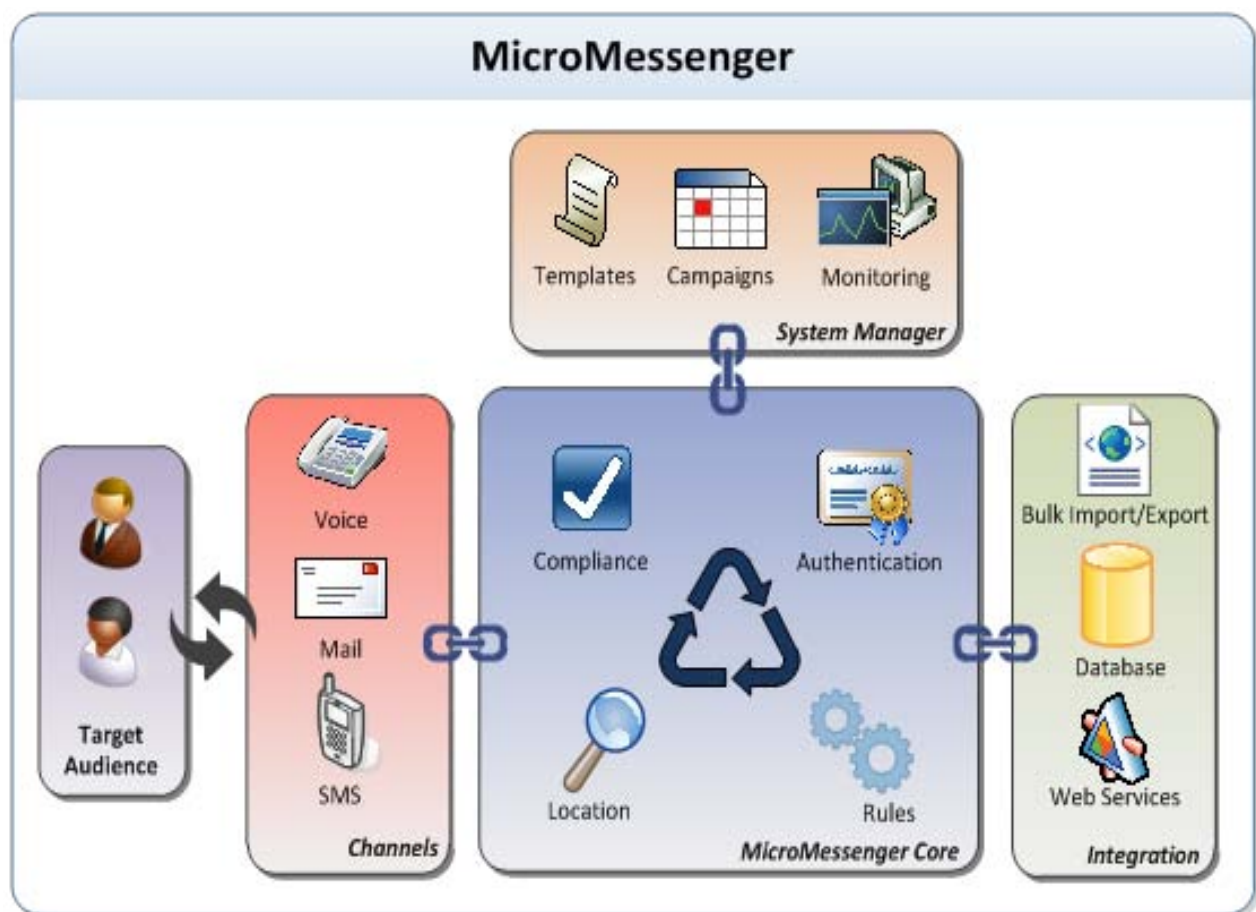 MicroMessenger
Templates
Campaigns
Monitoring
System Manager
Target
Audience
Voice
Mail
SMS
Channels
Compliance
Authentication
Location
Rules
MicroMessenger Core
Bulk Import/Export
Database
Web Services
Integration